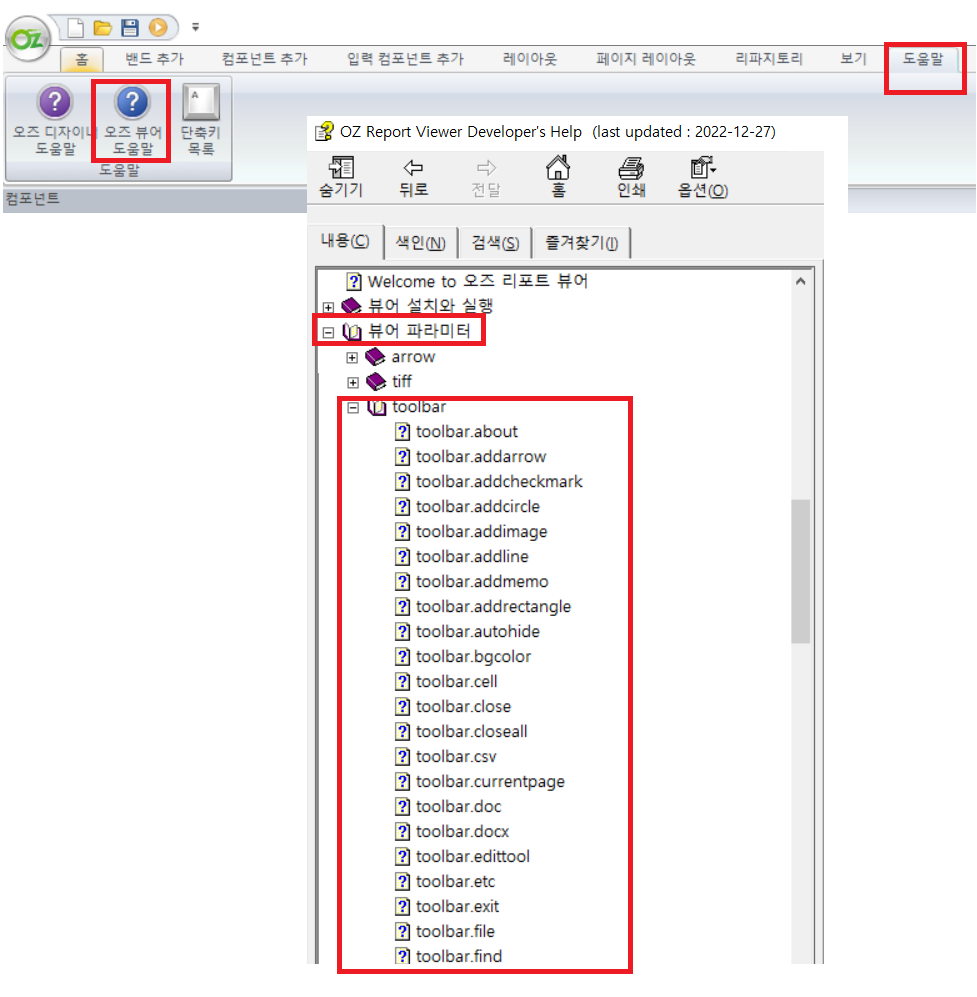 OZ
홈 밴드 추가 컴포넌트 추가 입력 컴포넌트 추가 레이아웃 페이지 레이아웃 리파지토리 보기 도움말
오즈 디자이너 도움말
오즈 뷰어 도움말
A
단축키 목록
도움말
컴포넌트
OZ Report Viewer Developer's Help (last updated : 2022-12-27)
숨기기 뒤로 전달 홈 인쇄 옵션(O)
내용(C) 색인(N) 검색(S) 즐겨찾기(I)
Welcome to 오즈 리포트 뷰어
뷰어 설치와 실행
뷰어 파라미터
arrow
tiff
toolbar
toolbar.about
toolbar.addarrow
toolbar.addcheckmark
toolbar.addcircle
toolbar.addimage
toolbar.addline
toolbar.addmemo
toolbar.addrectangle
toolbar.autohide
toolbar.bgcolor
toolbar.cell
toolbar.close
toolbar.closeall
toolbar.csv
toolbar.currentpage
toolbar.doc
toolbar.docx
toolbar.edittool
toolbar.etc
toolbar.exit
toolbar.file
toolbar.find